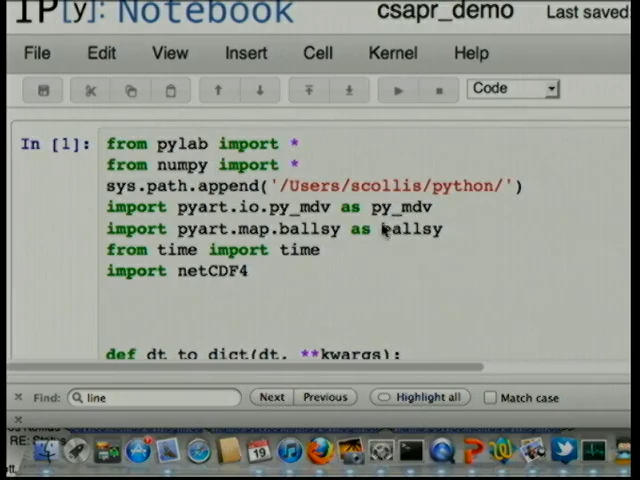 IP[y]: Notebook
csapr_demo
Last saved
File Edit View Insert Cell Kernel Help
Code
In [1]:
from pylab import *
from numpy import *
sys.path.append('/Users/scollis/python/')
import pyart.io.py_mdv as py_mdv
import pyart.map.ballsy as ballsy
from time import time
import netCDF4
def dt_to_dict(dt, **kwargs):
Find: line Next Previous Highlight all Match case
RE: Status
19